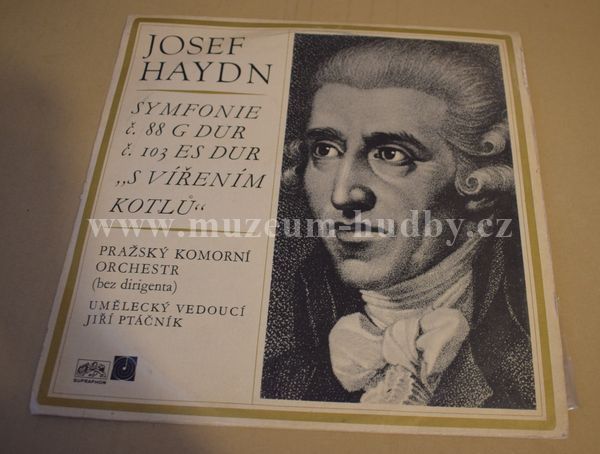 JOSEF
HAYDN
SYMFONIE
č. 88 G DUR
č. 103 ES DUR
„S VÍŘENÍM
KOTLŮ“
www.muzeum-hudby.cz
PRAŽSKÝ KOMORNÍ
ORCHESTR
(bez dirigenta)
UMĚLECKÝ VEDOUCÍ
JIŘÍ PTÁČNÍK
SUPRAPHON